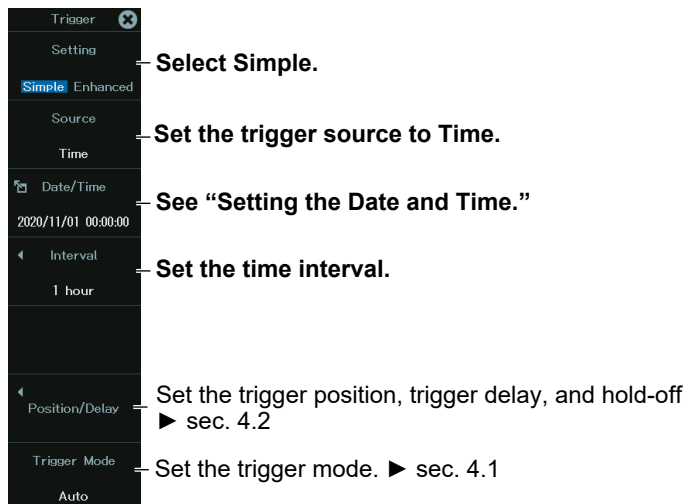 Trigger
Setting
Select Simple.
Simple Enhanced
Source
Set the trigger source to Time.
Time
Date/Time
See “Setting the Date and Time.”
2020/11/01 00:00:00
Interval
Set the time interval.
1 hour
Position/Delay
Set the trigger position, trigger delay, and hold-off
► sec. 4.2
Trigger Mode
Set the trigger mode. ► sec. 4.1
Auto